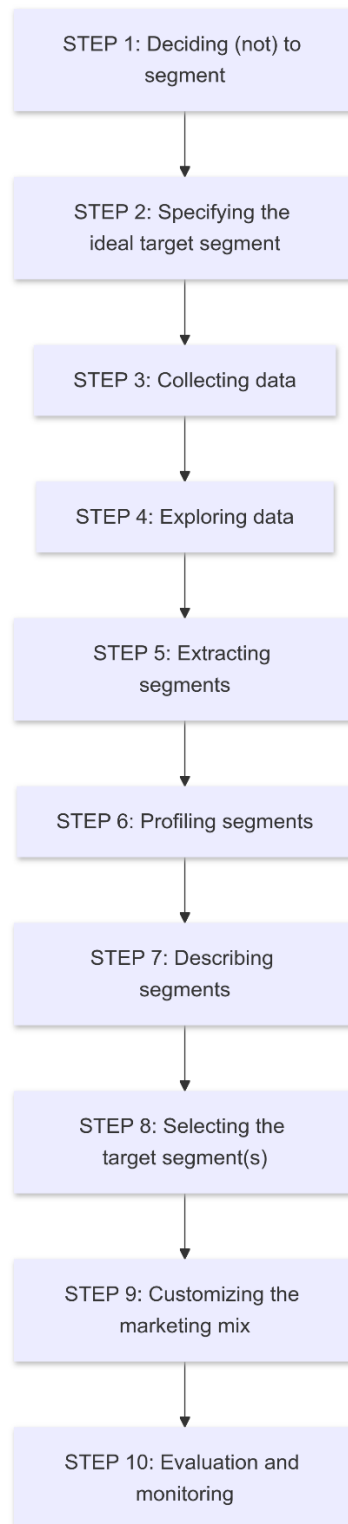 STEP 1: Deciding (not) to
segment
STEP 2: Specifying the
ideal target segment
STEP 3: Collecting data
STEP 4: Exploring data
STEP 5: Extracting
segments
STEP 6: Profiling segments
STEP 7: Describing
segments
STEP 8: Selecting the
target segment(s)
STEP 9: Customizing the
marketing mix
STEP 10: Evaluation and
monitoring